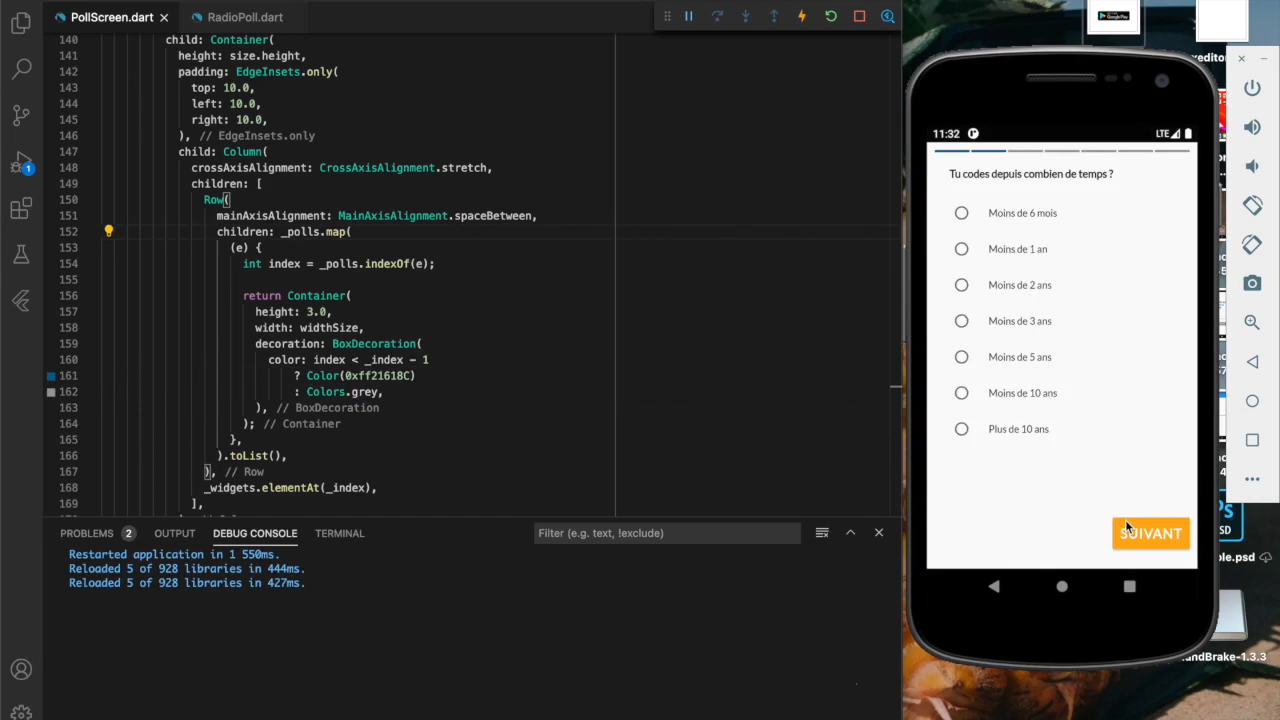 PollScreen.dart
RadioPoll.dart
140 child: Container(
141 height: size.height,
142 padding: EdgeInsets.only(
143 top: 10.0,
144 left: 10.0,
145 right: 10.0,
146 ), // EdgeInsets.only
147 child: Column(
148 crossAxisAlignment: CrossAxisAlignment.stretch,
149 children: [
150 Row(
151 mainAxisAlignment: MainAxisAlignment.spaceBetween,
152 children: _polls.map(
153 (e) {
154 int index = _polls.indexOf(e);
155
156 return Container(
157 height: 3.0,
158 width: widthSize,
159 decoration: BoxDecoration(
160 color: index < _index - 1
161 ? Color(0xff21618C)
162 : Colors.grey,
163 ), // BoxDecoration
164 ); // Container
165 },
166 ).toList(),
167 ), // Row
168 _widgets.elementAt(_index),
169 ],
1
PROBLEMS 2 OUTPUT DEBUG CONSOLE TERMINAL
Filter (e.g. text, !exclude)
Restarted application in 1 550ms.
Reloaded 5 of 928 libraries in 444ms.
Reloaded 5 of 928 libraries in 427ms.
Google Play
11:32
LTE
Tu codes depuis combien de temps ?
Moins de 6 mois
Moins de 1 an
Moins de 2 ans
Moins de 3 ans
Moins de 5 ans
Moins de 10 ans
Plus de 10 ans
SUIVANT
ple.psd
andBrake-1.3.3